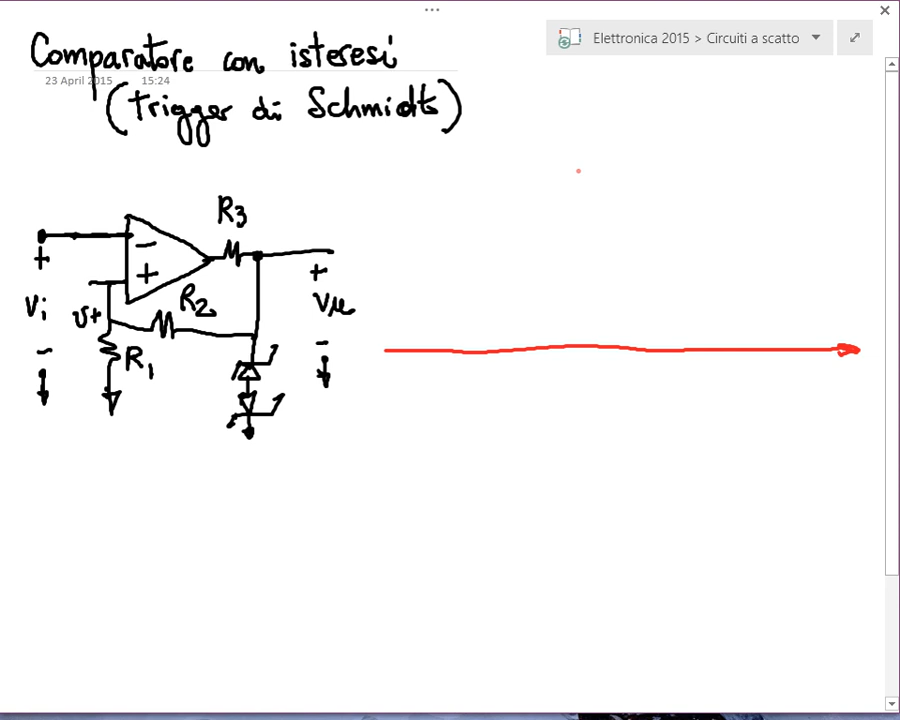 Elettronica 2015 > Circuiti a scatto
Comparatore con isteresi
23 April 2015 15:24
(trigger di Schmidts)
R3
−
+
+
+
R2
Vi
v+
Vu
−
R1
−